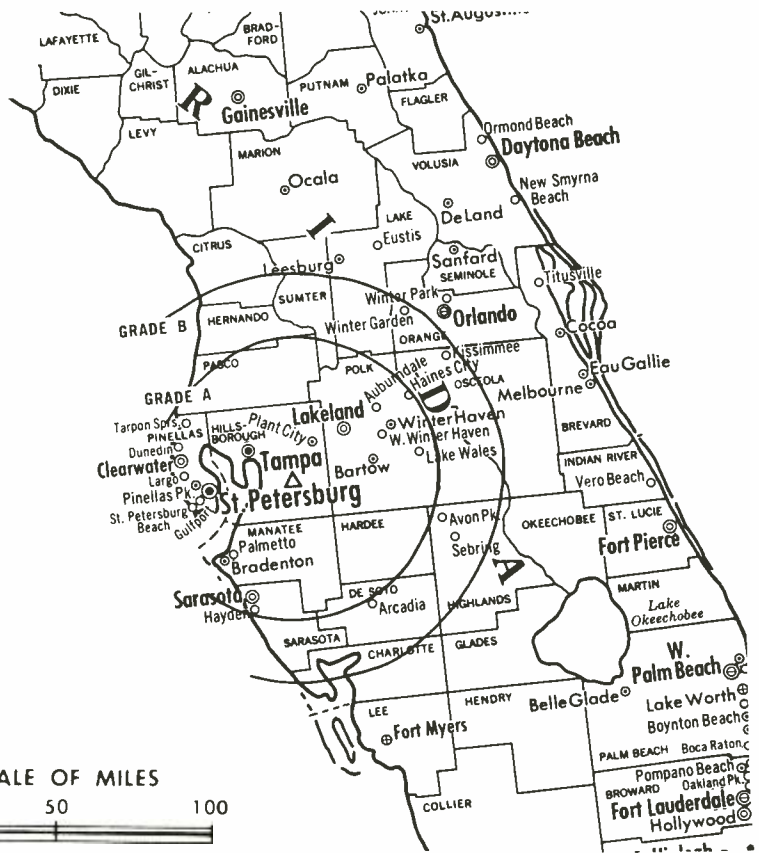 St. Augustine
LAFAYETTE
BRAD-
FORD
GIL-
CHRIST
ALACHUA
DIXIE
PUTNAM
Palatka
R
Gainesville
FLAGLER
LEVY
Ormond Beach
MARION
Daytona Beach
VOLUSIA
Ocala
New Smyrna
Beach
DeLand
LAKE
I
Eustis
CITRUS
Sanford
Leesburg
SEMINOLE
Titusville
SUMTER
Winter Park
GRADE B
HERNANDO
Winter Garden
Orlando
Cocoa
ORANGE
Kissimmee
PASCO
POLK
Auburndale
Haines City
Eau Gallie
OSCEOLA
Melbourne
GRADE A
D
Tarpon Sprs.
PINELLAS
HILLS-
BOROUGH
Plant City
Lakeland
Winter Haven
BREVARD
Dunedin
W. Winter Haven
Clearwater
Tampa
Lake Wales
Bartow
INDIAN RIVER
Largo
Vero Beach
Pinellas Pk.
St. Petersburg
St. Petersburg
Beach
Gulfport
MANATEE
HARDEE
Avon Pk.
OKEECHOBEE
ST. LUCIE
Palmetto
Sebring
Fort Pierce
Bradenton
A
Sarasota
DE SOTO
MARTIN
Hayden
Arcadia
HIGHLANDS
Lake
Okeechobee
SARASOTA
CHARLOTTE
GLADES
W.
Palm Beach
LEE
HENDRY
Belle Glade
Lake Worth
Fort Myers
Boynton Beach
PALM BEACH
Boca Raton
ALE OF MILES
Pompano Beach
50
100
BROWARD
Oakland Pk.
COLLIER
Fort Lauderdale
Hollywood